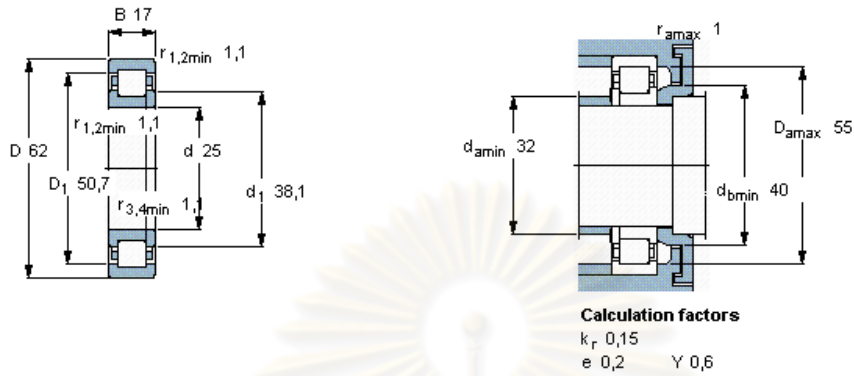 B 17
r1,2min 1,1
r1,2min 1,1
D 62
d 25
D1 50,7
d1 38,1
r3,4min 1,1
ramax 1
damin 32
Damax 55
dbmin 40
Calculation factors
kr 0,15
e 0,2 Y 0,6